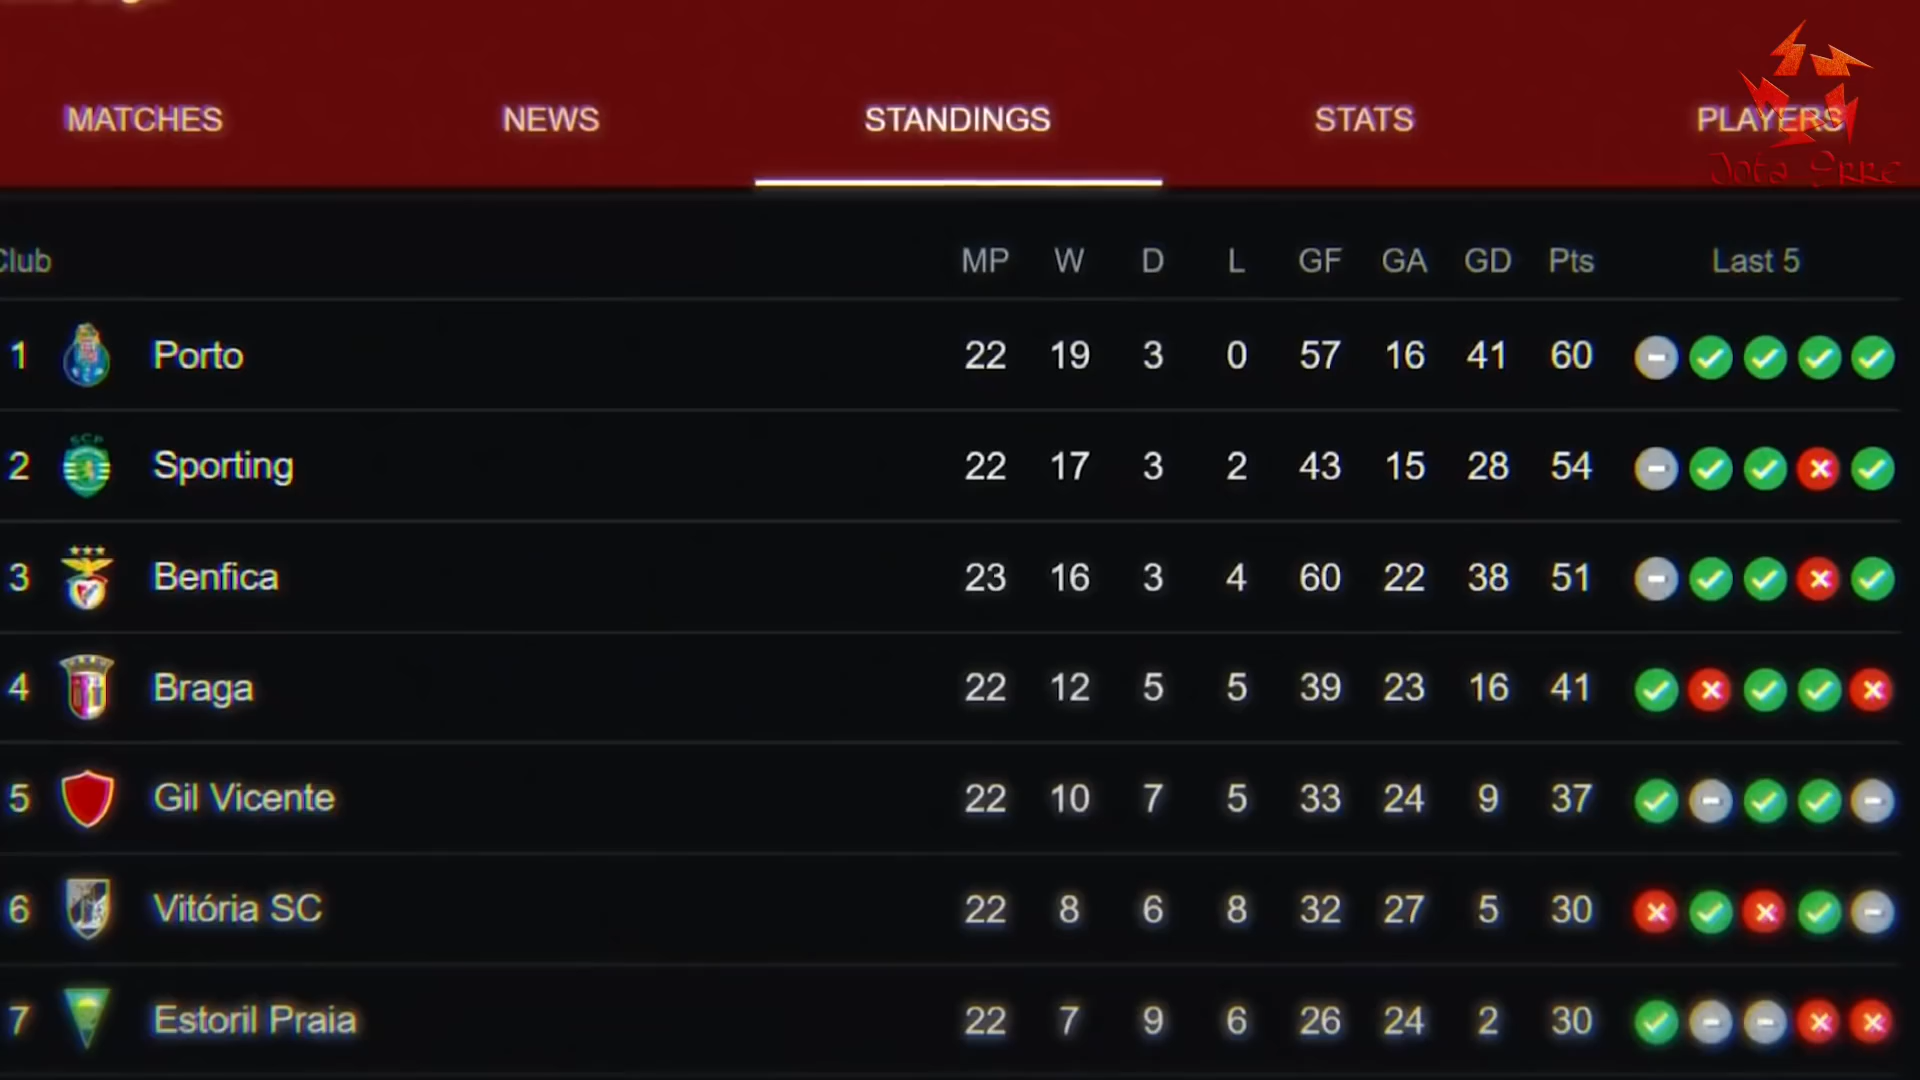 MATCHES NEWS STANDINGS STATS PLAYERS
Jota Erre
Club MP W D L GF GA GD Pts Last 5
1 Porto 22 19 3 0 57 16 41 60
2 Sporting 22 17 3 2 43 15 28 54
3 Benfica 23 16 3 4 60 22 38 51
4 Braga 22 12 5 5 39 23 16 41
5 Gil Vicente 22 10 7 5 33 24 9 37
6 Vitória SC 22 8 6 8 32 27 5 30
7 Estoril Praia 22 7 9 6 26 24 2 30